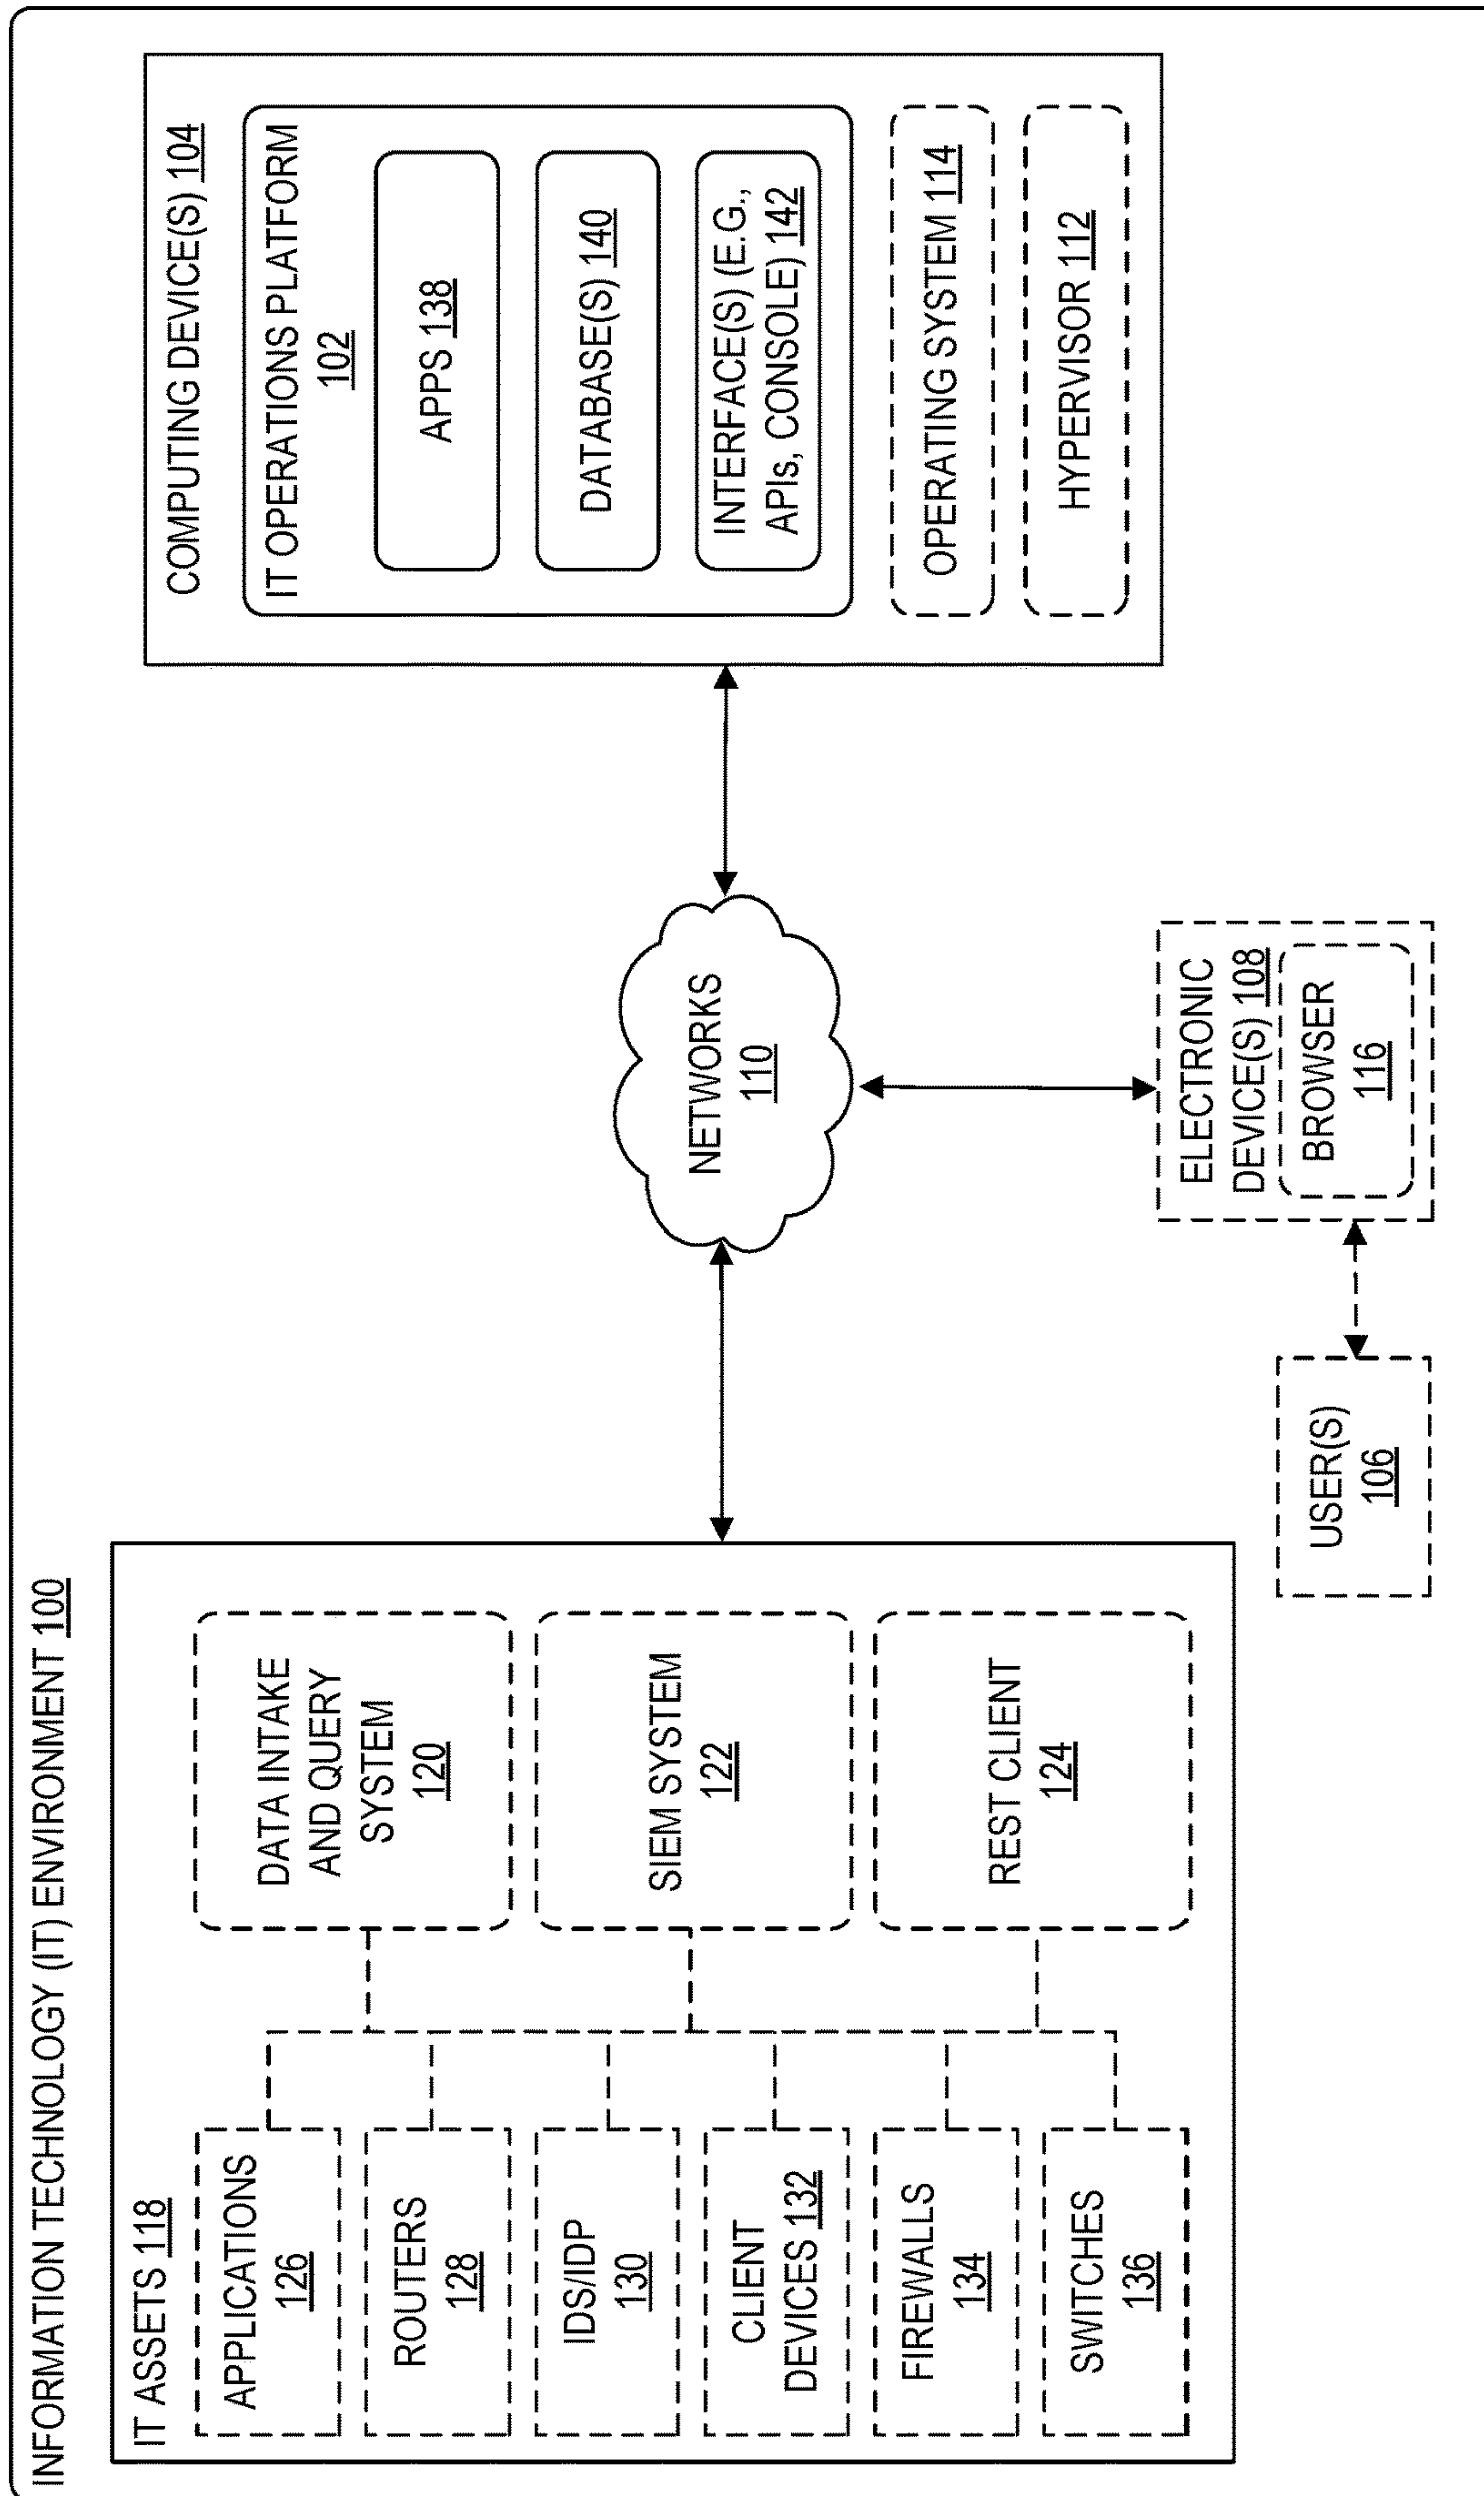 INFORMATION TECHNOLOGY (IT) ENVIRONMENT 100
IT ASSETS 118
APPLICATIONS
126
ROUTERS
128
IDS/IDP
130
CLIENT
DEVICES 132
FIREWALLS
134
SWITCHES
136
DATA INTAKE
AND QUERY
SYSTEM
120
SIEM SYSTEM
122
REST CLIENT
124
NETWORKS
110
USER(S)
106
ELECTRONIC
DEVICE(S) 108
BROWSER
116
COMPUTING DEVICE(S) 104
IT OPERATIONS PLATFORM
102
APPS 138
DATABASE(S) 140
INTERFACE(S) (E.G.,
APIs, CONSOLE) 142
OPERATING SYSTEM 114
HYPERVISOR 112